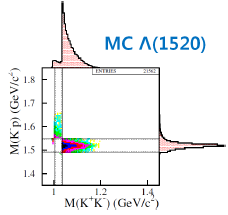 MC Λ(1520)
ENTRIES 21562
M(K⁻p) (GeV/c²)
1.8
1.7
1.6
1.5
1.4
1 1.2 1.4
M(K⁺K⁻) (GeV/c²)